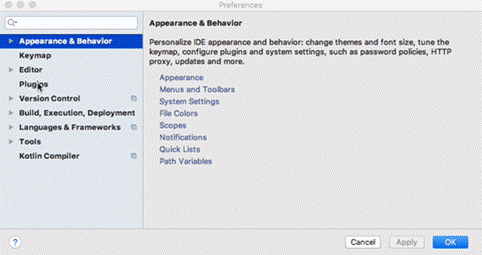 Preferences
Appearance & Behavior
Keymap
Editor
Plugins
Version Control
Build, Execution, Deployment
Languages & Frameworks
Tools
Kotlin Compiler
Appearance & Behavior
Personalize IDE appearance and behavior: change themes and font size, tune the
keymap, configure plugins and system settings, such as password policies, HTTP
proxy, updates and more.
Appearance
Menus and Toolbars
System Settings
File Colors
Scopes
Notifications
Quick Lists
Path Variables
?
Cancel
Apply
OK